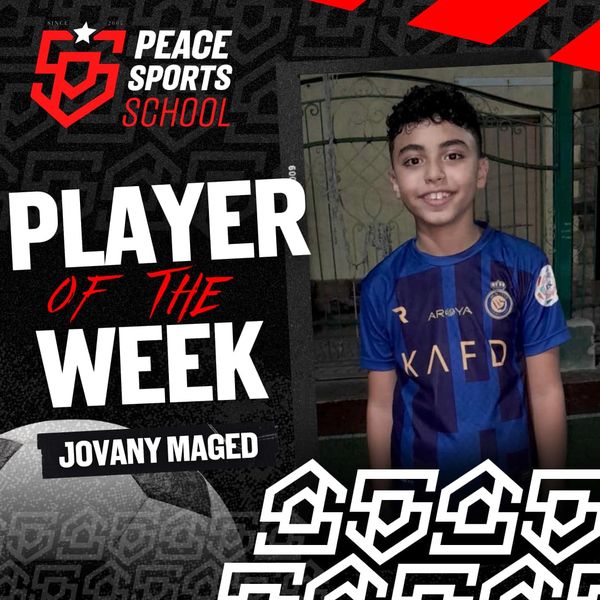 SINCE 2005
PEACE
SPORTS
SCHOOL
PLAYER
OF THE
WEEK
JOVANY MAGED
R
AROYA
KAFD